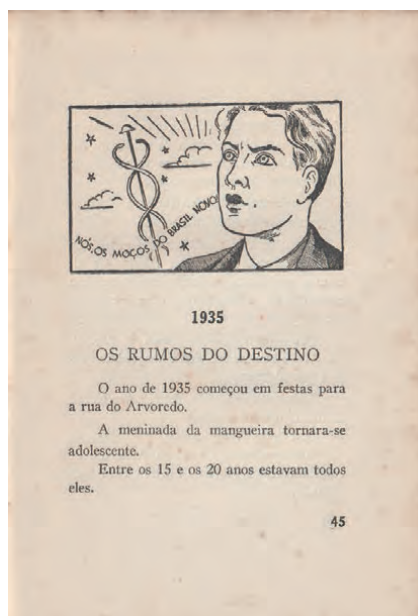 NÓS, OS MOÇOS DO BRASIL NOVO
1935
OS RUMOS DO DESTINO
O ano de 1935 começou em festas para
a rua do Arvoredo.
A meninada da mangueira tornara-se
adolescente.
Entre os 15 e os 20 anos estavam todos
eles.
45